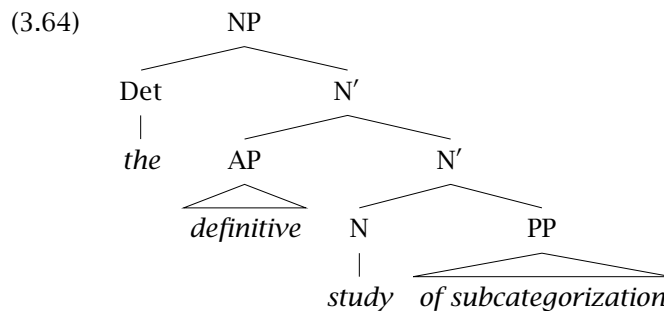 (3.64) NP
Det N′
the AP N′
definitive N PP
study of subcategorization